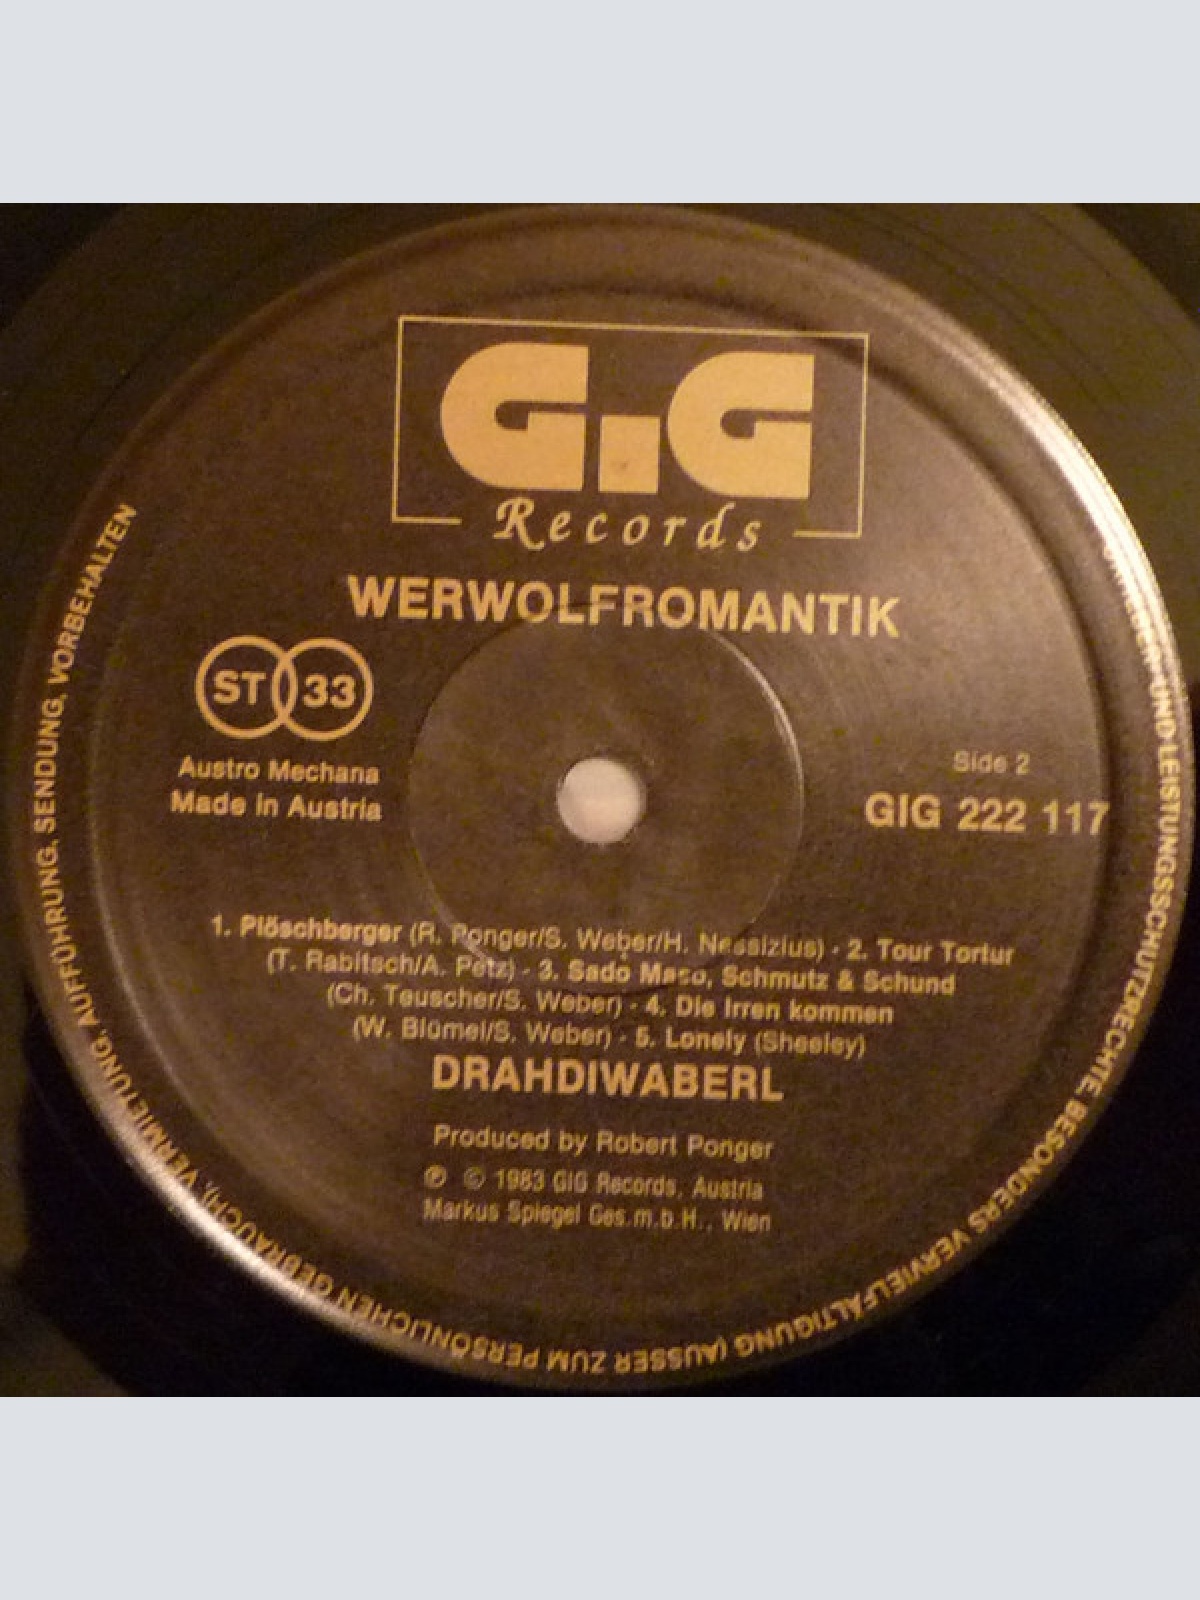 G.G
Records
WERWOLFROMANTIK
ST 33
Austro Mechana
Made in Austria
Side 2
GIG 222 117
1. Plöschberger (R. Ponger/S. Weber/H. Nessizius) · 2. Tour Tortur
(T. Rabitsch/A. Petz) · 3. Sado Maso, Schmutz & Schund
(Ch. Teuscher/S. Weber) · 4. Die Irren kommen
(W. Blümel/S. Weber) · 5. Lonely (Sheeley)
DRAHDIWABERL
Produced by Robert Ponger
℗ © 1983 GIG Records, Austria
Markus Spiegel Ges.m.b.H., Wien
UND LEISTUNGSSCHUTZRECHTE, BESONDERS VERVIELFÄLTIGUNG (AUSSER ZUM PERSÖNLICHEN GEBRAUCH), VERMIETUNG, AUFFÜHRUNG, SENDUNG, VORBEHALTEN